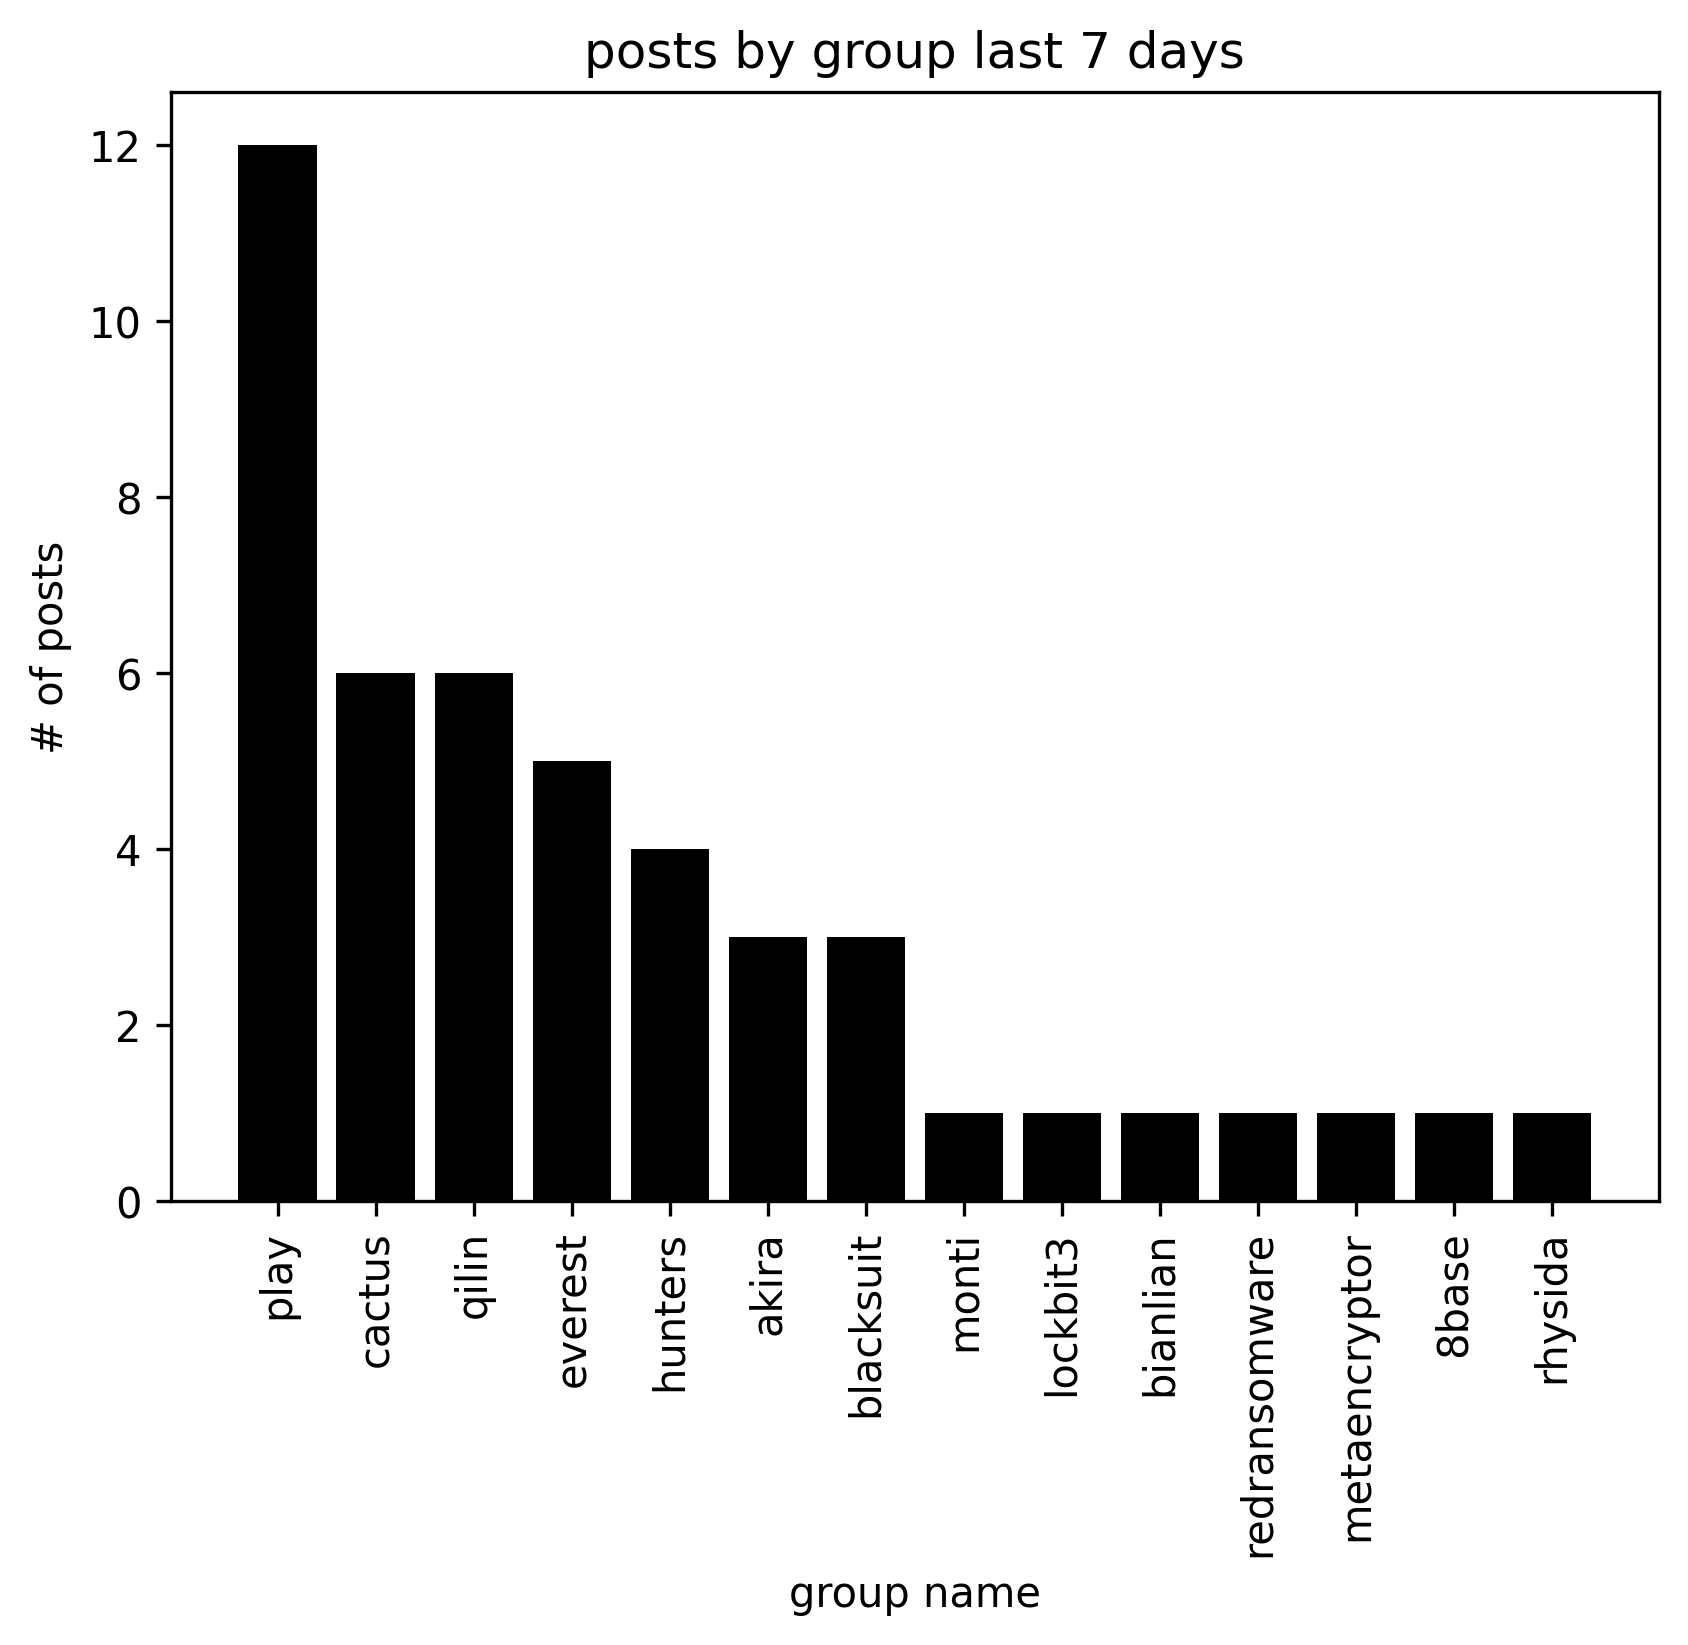 posts by group last 7 days
12
10
8
6
4
2
0
# of posts
play
cactus
qilin
everest
hunters
akira
blacksuit
monti
lockbit3
bianlian
redransomware
metaencryptor
8base
rhysida
group name